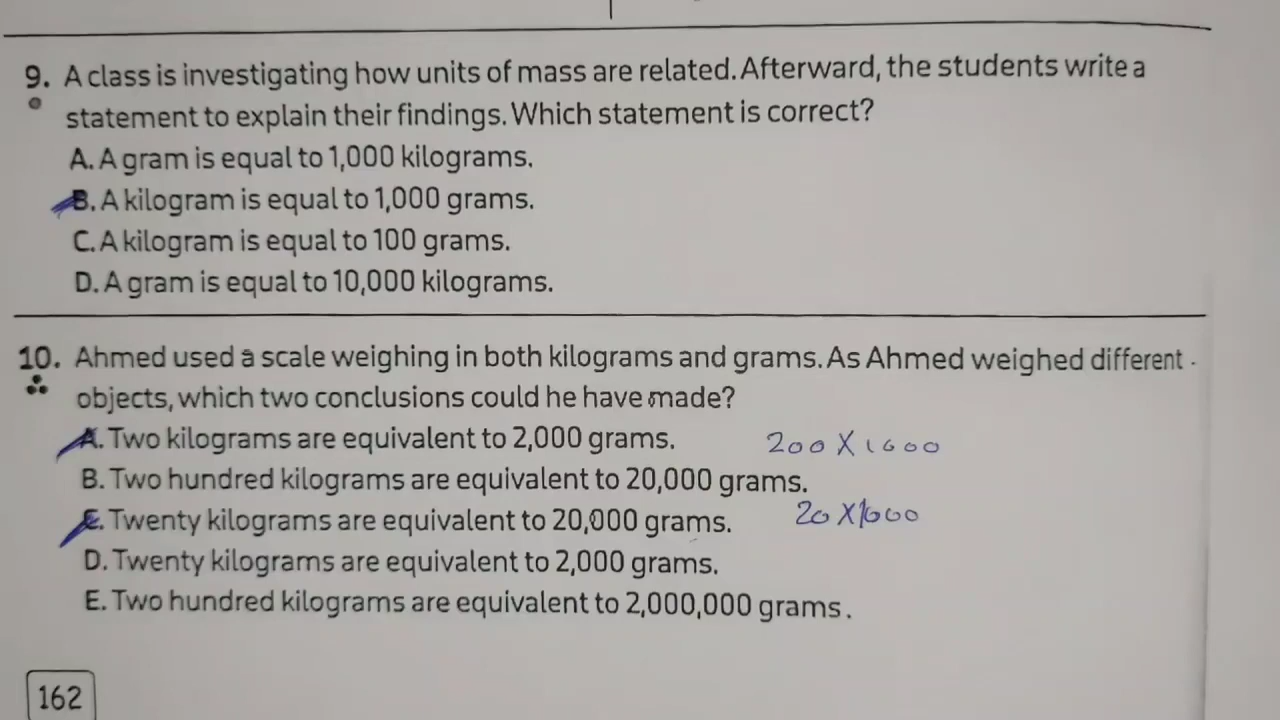 9. A class is investigating how units of mass are related. Afterward, the students write a
statement to explain their findings. Which statement is correct?
A. A gram is equal to 1,000 kilograms.
B. A kilogram is equal to 1,000 grams.
C. A kilogram is equal to 100 grams.
D. A gram is equal to 10,000 kilograms.
10. Ahmed used a scale weighing in both kilograms and grams. As Ahmed weighed different
objects, which two conclusions could he have made?
A. Two kilograms are equivalent to 2,000 grams. 200 X 1000
B. Two hundred kilograms are equivalent to 20,000 grams.
C. Twenty kilograms are equivalent to 20,000 grams. 20 X 1000
D. Twenty kilograms are equivalent to 2,000 grams.
E. Two hundred kilograms are equivalent to 2,000,000 grams.
162